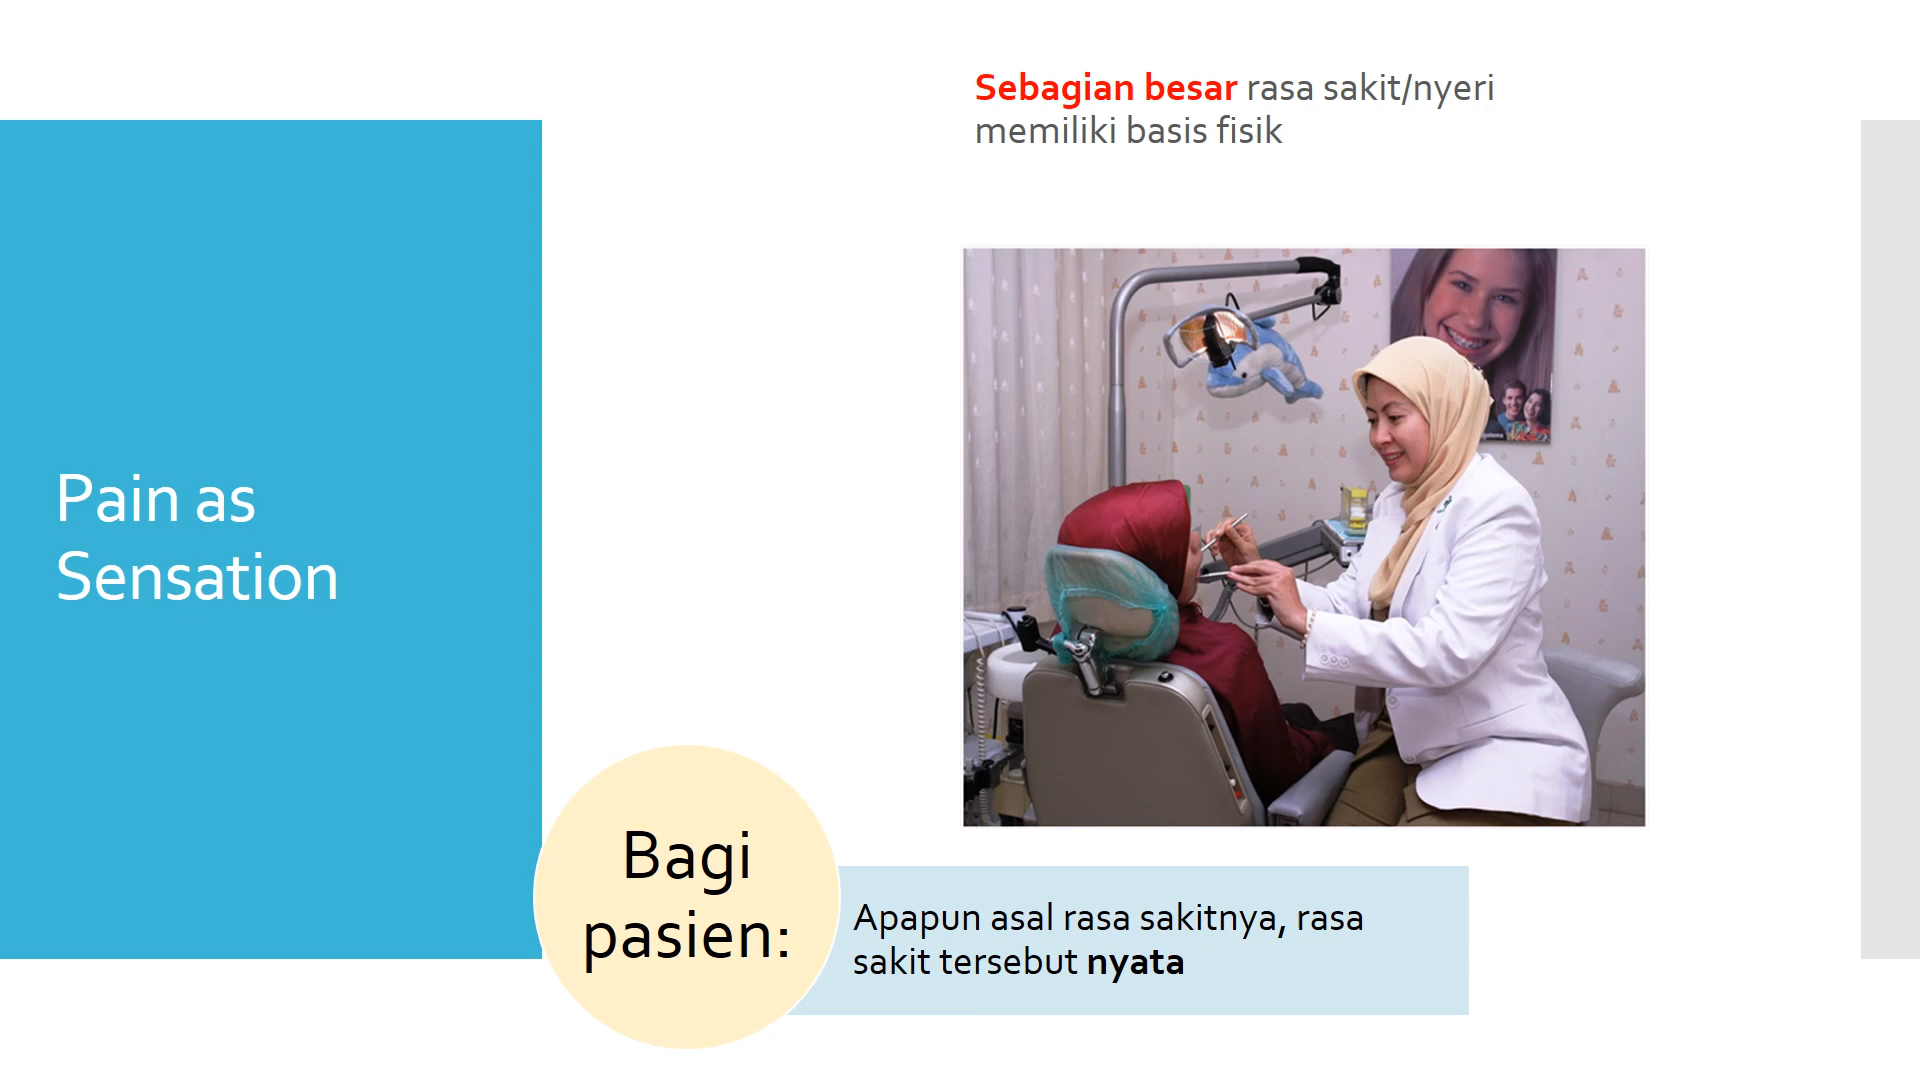 Pain as
Sensation
Sebagian besar rasa sakit/nyeri
memiliki basis fisik
Bagi
pasien:
Apapun asal rasa sakitnya, rasa
sakit tersebut nyata